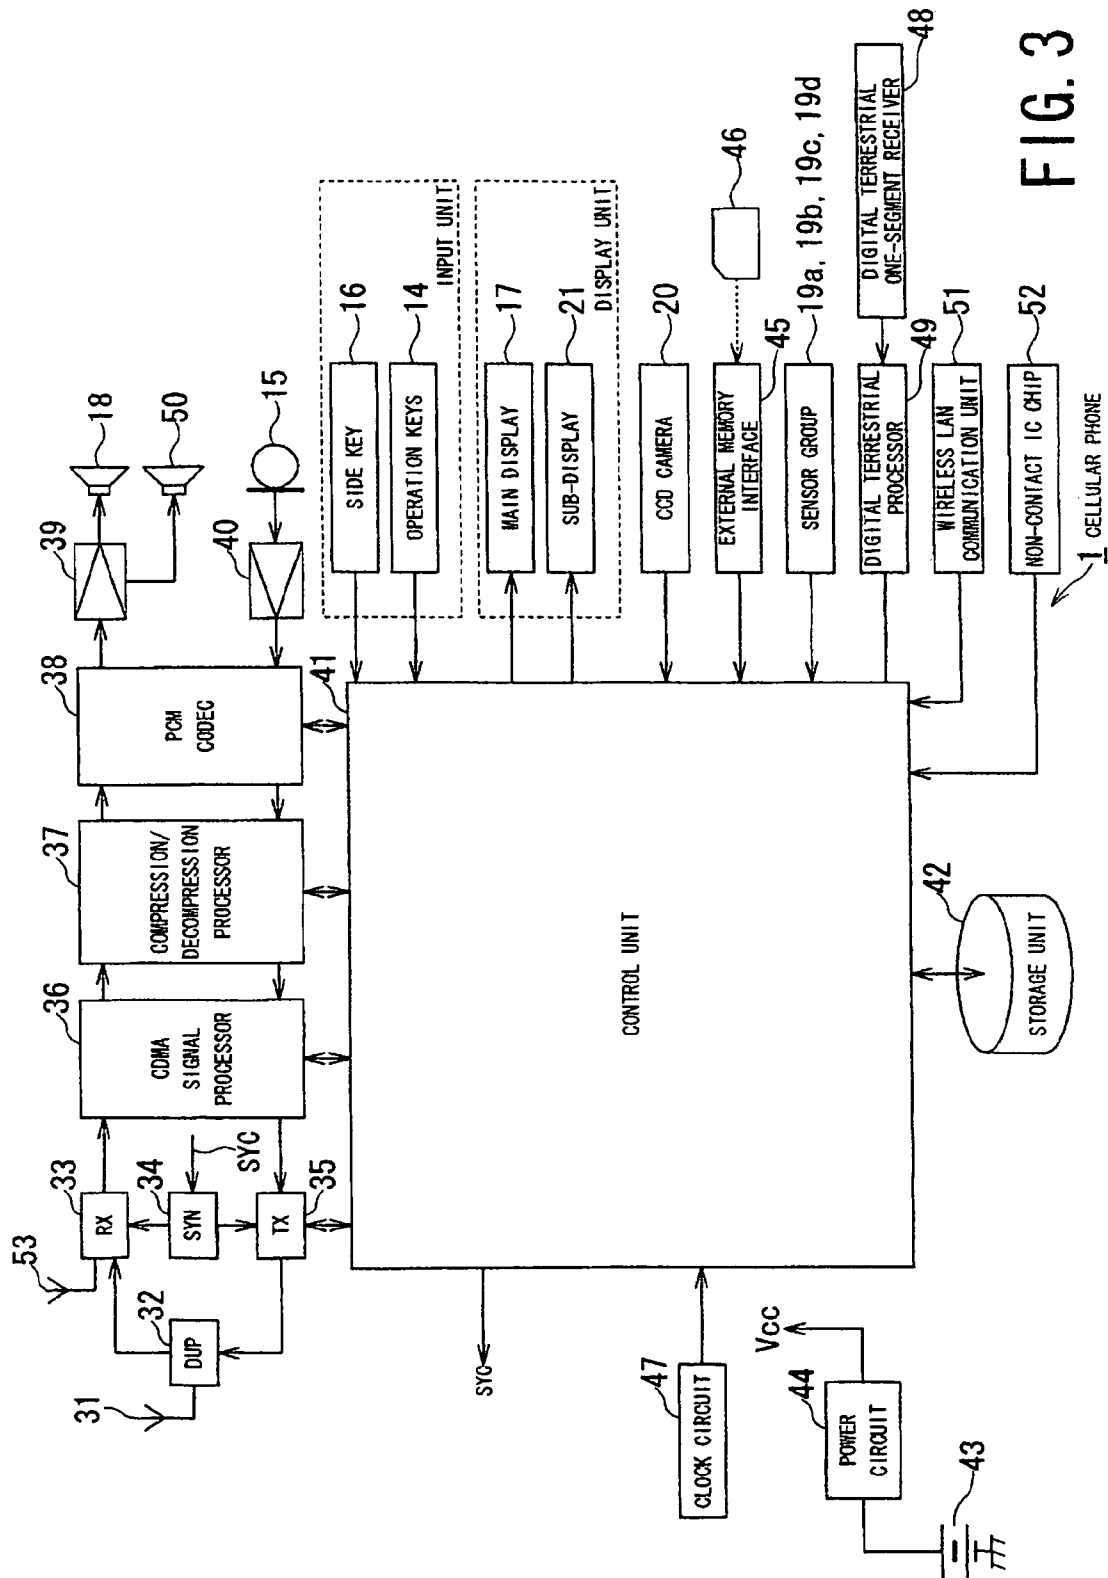 53
31
33
RX
32
DUP
34
SYN
SYC
35
TX
36
CDMA
SIGNAL
PROCESSOR
37
COMPRESSION/
DECOMPRESSION
PROCESSOR
38
PCM
CODEC
39
40
18
50
15
41
CONTROL UNIT
SYC
47
CLOCK CIRCUIT
44
POWER
CIRCUIT
Vcc
43
42
STORAGE UNIT
16
SIDE KEY
14
OPERATION KEYS
INPUT UNIT
17
MAIN DISPLAY
21
SUB-DISPLAY
DISPLAY UNIT
20
CCD CAMERA
46
45
EXTERNAL MEMORY
INTERFACE
19a, 19b, 19c, 19d
SENSOR GROUP
48
DIGITAL TERRESTRIAL
ONE-SEGMENT RECEIVER
49
DIGITAL TERRESTRIAL
PROCESSOR
51
WIRELESS LAN
COMMUNICATION UNIT
52
NON-CONTACT IC CHIP
1 CELLULAR PHONE
FIG. 3